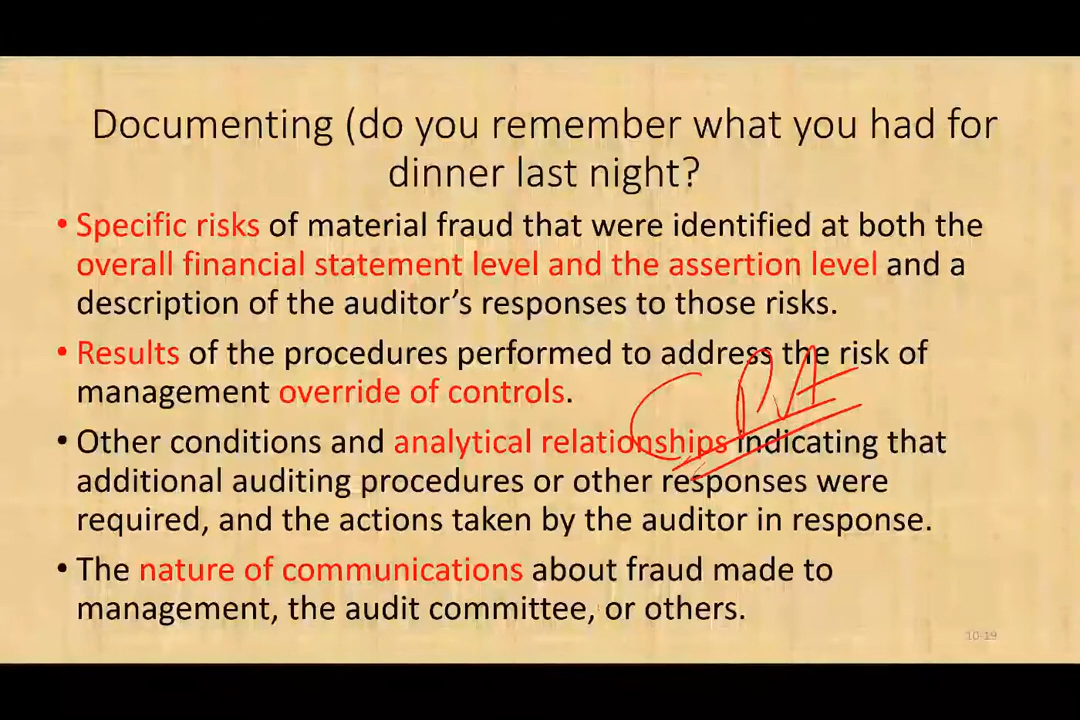 Documenting (do you remember what you had for
dinner last night?
• Specific risks of material fraud that were identified at both the
overall financial statement level and the assertion level and a
description of the auditor’s responses to those risks.
• Results of the procedures performed to address the risk of
management override of controls.
CPA
• Other conditions and analytical relationships indicating that
additional auditing procedures or other responses were
required, and the actions taken by the auditor in response.
• The nature of communications about fraud made to
management, the audit committee, or others.
10-19